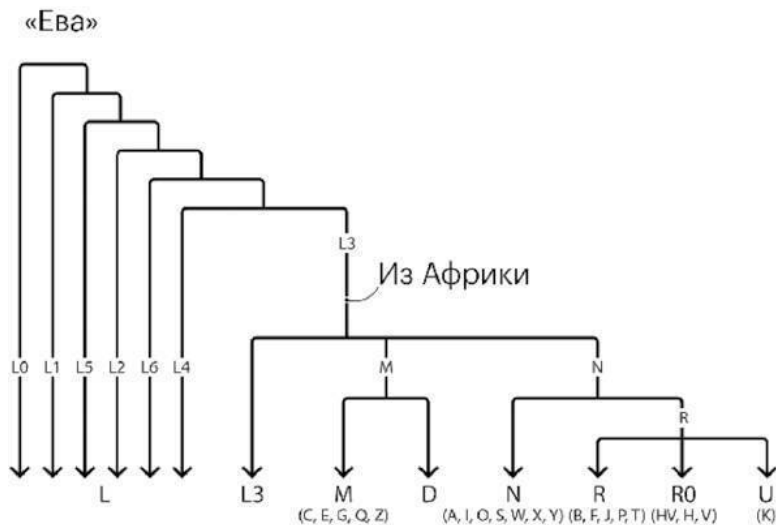 «Ева»
L3
Из Африки
L0 L1 L5 L2 L6 L4 M N
R
L L3 M D N R R0 U
(C, E, G, Q, Z) (A, I, O, S, W, X, Y) (B, F, J, P, T) (HV, H, V) (K)